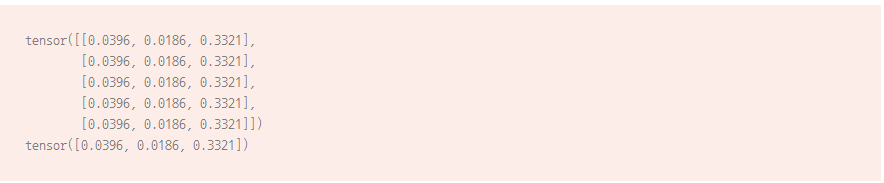 tensor([[0.0396, 0.0186, 0.3321],
        [0.0396, 0.0186, 0.3321],
        [0.0396, 0.0186, 0.3321],
        [0.0396, 0.0186, 0.3321],
        [0.0396, 0.0186, 0.3321]])
tensor([0.0396, 0.0186, 0.3321])